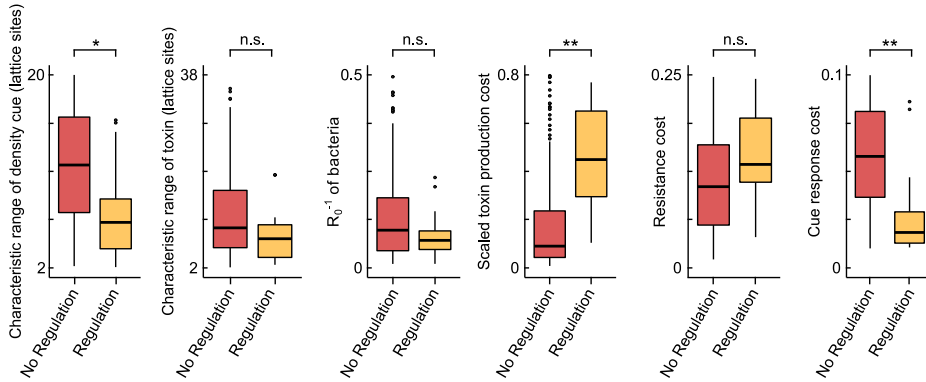 Characteristic range of density cue (lattice sites)
20
2
*
No Regulation
Regulation
Characteristic range of toxin (lattice sites)
38
2
n.s.
No Regulation
Regulation
R₀⁻¹ of bacteria
0.5
0
n.s.
No Regulation
Regulation
Scaled toxin production cost
0.8
0
**
No Regulation
Regulation
Resistance cost
0.25
0
n.s.
No Regulation
Regulation
Cue response cost
0.1
0
**
No Regulation
Regulation